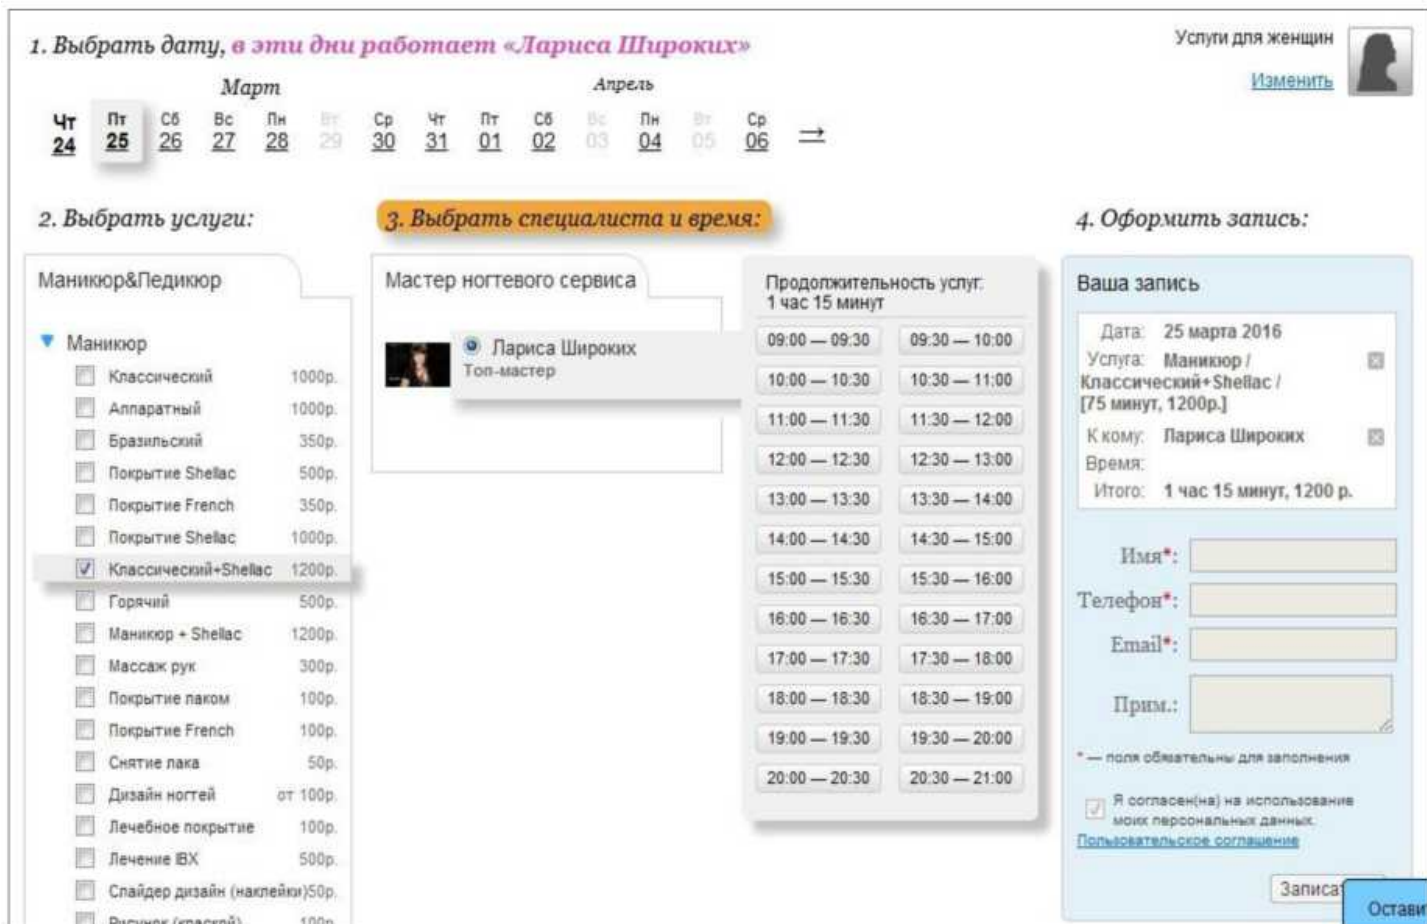 1. Выбрать дату, в эти дни работает «Лариса Широких»
Услуги для женщин
Изменить
Март
Апрель
Чт Пт Сб Вс Пн Вт Ср Чт Пт Сб Вс Пн Вт Ср
24 25 26 27 28 29 30 31 01 02 03 04 05 06 →
2. Выбрать услуги:
Маникюр&Педикюр
Маникюр
Классический 1000р.
Аппаратный 1000р.
Бразильский 350р.
Покрытие Shellac 500р.
Покрытие French 350р.
Покрытие Shellac 1000р.
Классический+Shellac 1200р.
Горячий 500р.
Маникюр + Shellac 1200р.
Массаж рук 300р.
Покрытие лаком 100р.
Покрытие French 100р.
Снятие лака 50р.
Дизайн ногтей от 100р.
Лечебное покрытие 100р.
Лечение IBX 500р.
Слайдер дизайн (наклейки)50р.
Рисунок (краской) 100р.
3. Выбрать специалиста и время:
Мастер ногтевого сервиса
Лариса Широких
Топ-мастер
Продолжительность услуг:
1 час 15 минут
09:00 — 09:30 09:30 — 10:00
10:00 — 10:30 10:30 — 11:00
11:00 — 11:30 11:30 — 12:00
12:00 — 12:30 12:30 — 13:00
13:00 — 13:30 13:30 — 14:00
14:00 — 14:30 14:30 — 15:00
15:00 — 15:30 15:30 — 16:00
16:00 — 16:30 16:30 — 17:00
17:00 — 17:30 17:30 — 18:00
18:00 — 18:30 18:30 — 19:00
19:00 — 19:30 19:30 — 20:00
20:00 — 20:30 20:30 — 21:00
4. Оформить запись:
Ваша запись
Дата: 25 марта 2016
Услуга: Маникюр /
Классический+Shellac /
[75 минут, 1200р.]
К кому: Лариса Широких
Время:
Итого: 1 час 15 минут, 1200 р.
Имя*:
Телефон*:
Email*:
Прим.:
* — поля обязательны для заполнения
Я согласен(на) на использование
моих персональных данных.
Пользовательское соглашение
Записа
Остави